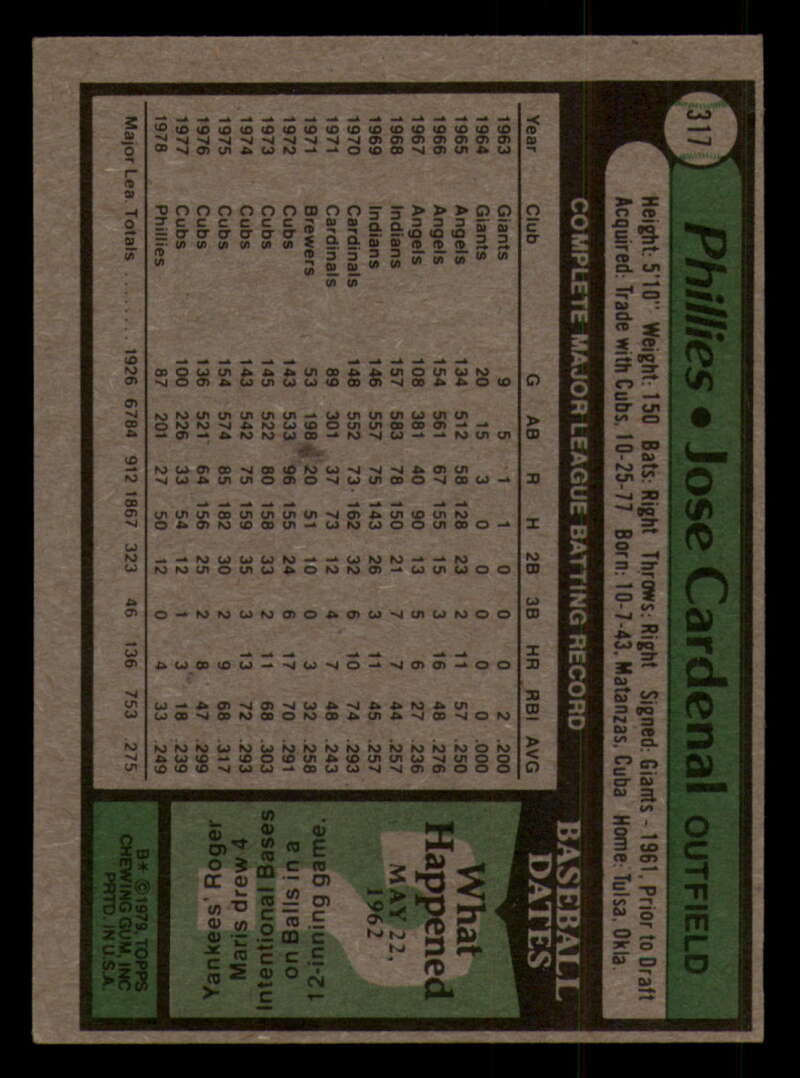 317
Phillies • Jose Cardenal OUTFIELD
Height: 5'10" Weight: 150 Bats: Right Throws: Right Signed: Giants - 1961, Prior to Draft
Acquired: Trade with Cubs, 10-25-77 Born: 10-7-43, Matanzas, Cuba Home: Tulsa, Okla.
COMPLETE MAJOR LEAGUE BATTING RECORD
Year Club G AB R H 2B 3B HR RBI AVG
1963 Giants 9 5 1 1 0 0 0 2 .200
1964 Giants 20 15 3 0 0 0 0 0 .000
1965 Angels 134 512 58 128 23 2 11 57 .250
1966 Angels 154 561 67 155 15 3 16 48 .276
1967 Angels 108 381 40 90 13 5 6 27 .236
1968 Indians 157 583 78 150 21 7 7 44 .257
1969 Indians 146 557 75 143 26 3 11 45 .257
1970 Cardinals 148 552 73 162 32 6 10 74 .293
1971 Cardinals 89 301 37 73 12 4 7 48 .243
1971 Brewers 53 198 20 51 10 0 3 32 .258
1972 Cubs 143 533 96 155 24 6 17 70 .291
1973 Cubs 145 522 80 158 33 2 11 68 .303
1974 Cubs 143 542 75 159 35 3 13 72 .293
1975 Cubs 154 574 85 182 30 2 9 68 .317
1976 Cubs 136 521 64 156 25 2 8 47 .299
1977 Cubs 100 226 33 54 12 1 3 18 .239
1978 Phillies 87 201 27 50 12 0 4 33 .249
Major Lea Totals ........ 1926 6784 912 1867 323 46 136 753 .275
BASEBALL
DATES
What
Happened
MAY 22,
1962
12-inning game.
on Balls in a
Intentional Bases
Maris drew 4
Yankees' Roger
B* ©1979, TOPPS
CHEWING GUM, INC
PRTD. IN U.S.A.